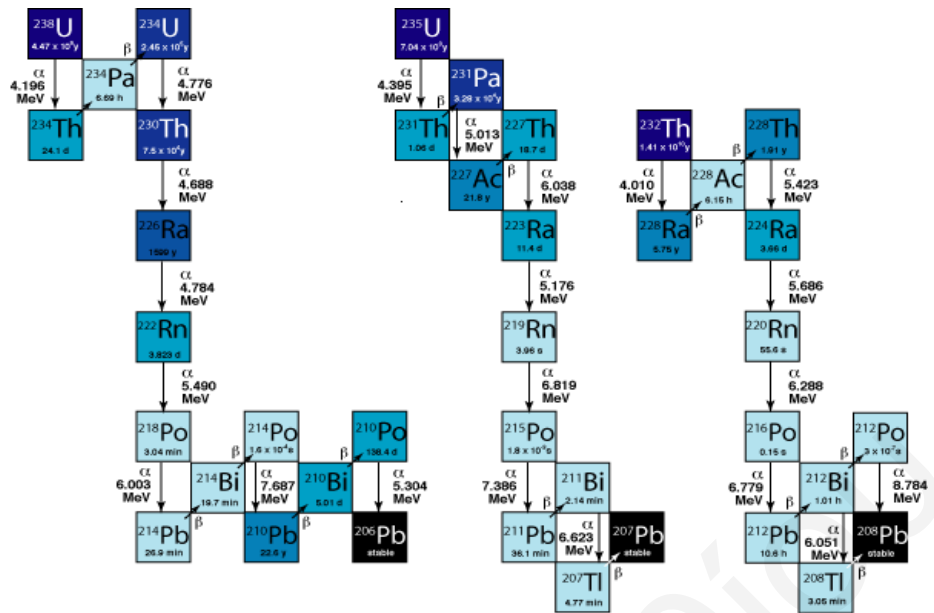 ²³⁸U
4.47 x 10⁹y
α
4.196
MeV
²³⁴Th
24.1 d
²³⁴Pa
6.69 h
β
²³⁴U
2.45 x 10⁵y
α
4.776
MeV
²³⁰Th
7.5 x 10⁴y
α
4.688
MeV
²²⁶Ra
1599 y
α
4.784
MeV
²²²Rn
3.823 d
α
5.490
MeV
²¹⁸Po
3.04 min
α
6.003
MeV
²¹⁴Pb
26.9 min
β
²¹⁴Bi
19.7 min
β
²¹⁴Po
1.6 x 10⁻⁴s
α
7.687
MeV
²¹⁰Pb
22.6 y
β
²¹⁰Bi
5.01 d
β
²¹⁰Po
138.4 d
α
5.304
MeV
²⁰⁶Pb
stable
²³⁵U
7.04 x 10⁸y
α
4.395
MeV
²³¹Th
1.06 d
β
²³¹Pa
3.28 x 10⁴y
α
5.013
MeV
²²⁷Ac
21.8 y
β
²²⁷Th
18.7 d
α
6.038
MeV
²²³Ra
11.4 d
α
5.176
MeV
²¹⁹Rn
3.96 s
α
6.819
MeV
²¹⁵Po
1.8 x 10⁻³s
α
7.386
MeV
²¹¹Pb
36.1 min
β
²¹¹Bi
2.14 min
α
6.623
MeV
²⁰⁷Tl
4.77 min
β
²⁰⁷Pb
stable
²³²Th
1.41 x 10¹⁰y
α
4.010
MeV
²²⁸Ra
5.75 y
β
²²⁸Ac
6.15 h
β
²²⁸Th
1.91 y
α
5.423
MeV
²²⁴Ra
3.66 d
α
5.686
MeV
²²⁰Rn
55.6 s
α
6.288
MeV
²¹⁶Po
0.15 s
α
6.779
MeV
²¹²Pb
10.6 h
β
²¹²Bi
1.01 h
β
²¹²Po
3 x 10⁻⁷s
α
8.784
MeV
²⁰⁸Pb
stable
α
6.051
MeV
²⁰⁸Tl
3.05 min
β